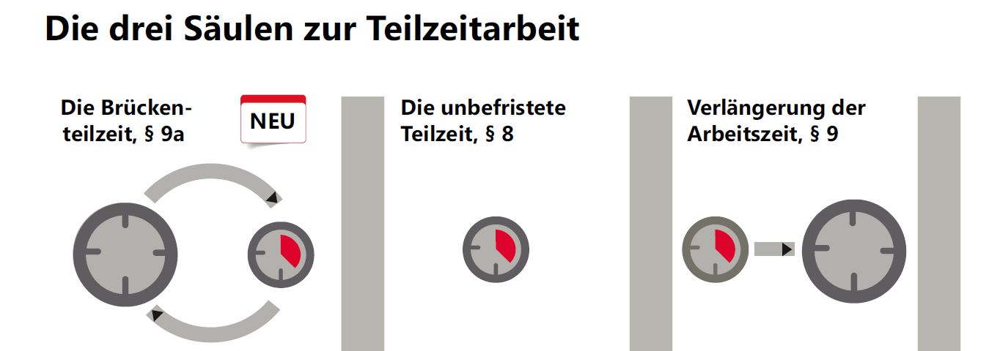 Die drei Säulen zur Teilzeitarbeit
Die Brücken-
teilzeit, § 9a
NEU
Die unbefristete
Teilzeit, § 8
Verlängerung der
Arbeitszeit, § 9